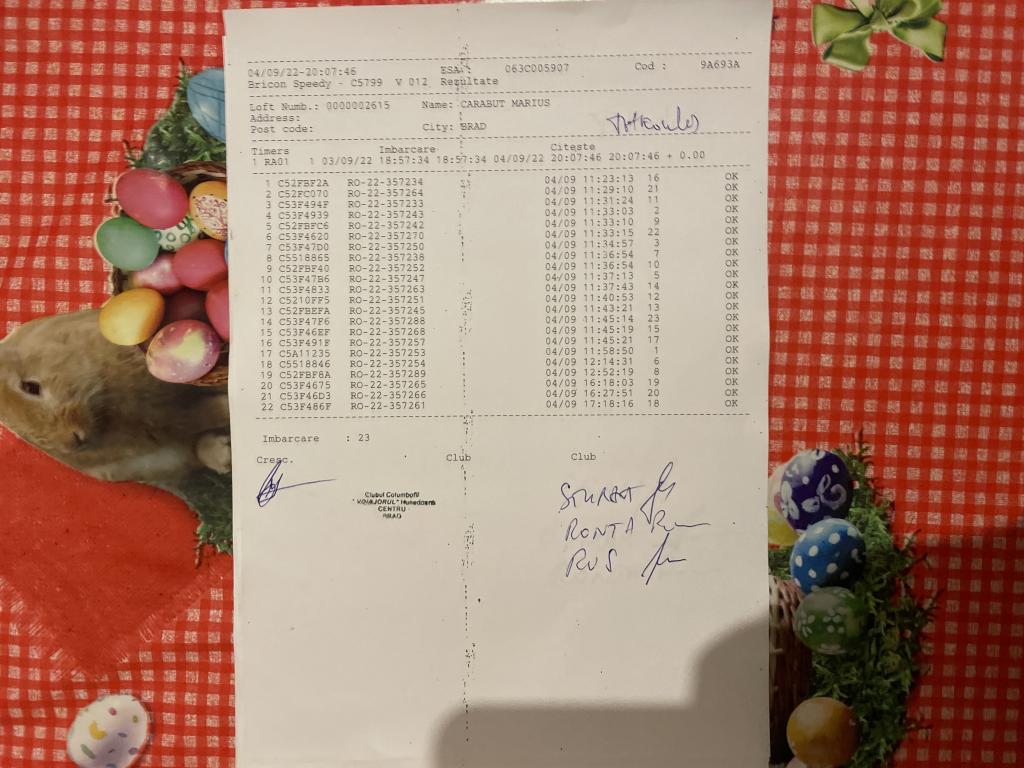 04/09/22-20:07:46 ESA : 063C005907 Cod : 9A693A
Bricon Speedy - C5799 V 012 Rezultate
Loft Numb.: 0000002615 Name: CARABUT MARIUS
Address:
Post code: City: BRAD
Timers Imbarcare Citeste
1 RA01 1 03/09/22 18:57:34 18:57:34 04/09/22 20:07:46 20:07:46 + 0.00
1 C52FBF2A RO-22-357234 04/09 11:23:13 16 OK
2 C52FC070 RO-22-357264 04/09 11:29:10 21 OK
3 C53F494F RO-22-357233 04/09 11:31:24 11 OK
4 C53F4939 RO-22-357243 04/09 11:33:03 2 OK
5 C52FBFC6 RO-22-357242 04/09 11:33:10 9 OK
6 C53F4620 RO-22-357270 04/09 11:33:15 22 OK
7 C53F47D0 RO-22-357250 04/09 11:34:57 3 OK
8 C5518865 RO-22-357238 04/09 11:36:54 7 OK
9 C52FBF40 RO-22-357252 04/09 11:36:54 10 OK
10 C53F47B6 RO-22-357247 04/09 11:37:13 5 OK
11 C53F4833 RO-22-357263 04/09 11:37:43 14 OK
12 C5210FF5 RO-22-357251 04/09 11:40:53 12 OK
13 C52FBEFA RO-22-357245 04/09 11:43:21 13 OK
14 C53F47F6 RO-22-357288 04/09 11:45:14 23 OK
15 C53F46EF RO-22-357268 04/09 11:45:19 15 OK
16 C53F491F RO-22-357257 04/09 11:45:21 17 OK
17 C5A11235 RO-22-357253 04/09 11:58:50 1 OK
18 C5518846 RO-22-357254 04/09 12:14:31 6 OK
19 C52FBF8A RO-22-357289 04/09 12:52:19 8 OK
20 C53F4675 RO-22-357265 04/09 16:18:03 19 OK
21 C53F46D3 RO-22-357266 04/09 16:27:51 20 OK
22 C53F486F RO-22-357261 04/09 17:18:16 18 OK
Imbarcare : 23
Cresc. Club Club
Clubul Columbofil
"VOIAJORUL" Hunedoara
CENTRU
BRAD
RONTA
RUS